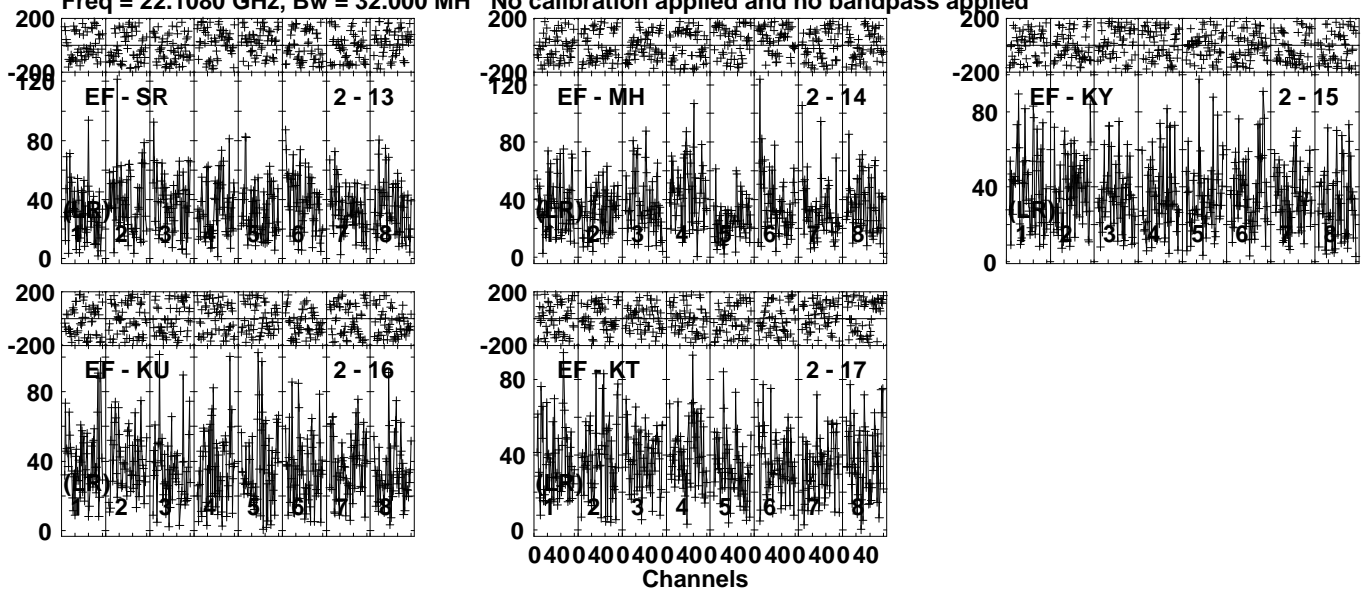 Freq = 22.1080 GHz, Bw = 32.000 MH No calibration applied and no bandpass applied
200
-200
120
80
40
0
EF - SR 2 - 13
(LR)
1 2 3 4 5 6 7 8
200
-200
120
80
40
0
EF - MH 2 - 14
(LR)
1 2 3 4 5 6 7 8
200
-200
80
40
0
EF - KY 2 - 15
(LR)
1 2 3 4 5 6 7 8
200
-200
80
40
0
EF - KU 2 - 16
(LR)
1 2 3 4 5 6 7 8
200
-200
80
40
0
EF - KT 2 - 17
(LR)
1 2 3 4 5 6 7 8
0 40 0 40 0 40 0 40 0 40 0 40 0 40 0 40
Channels